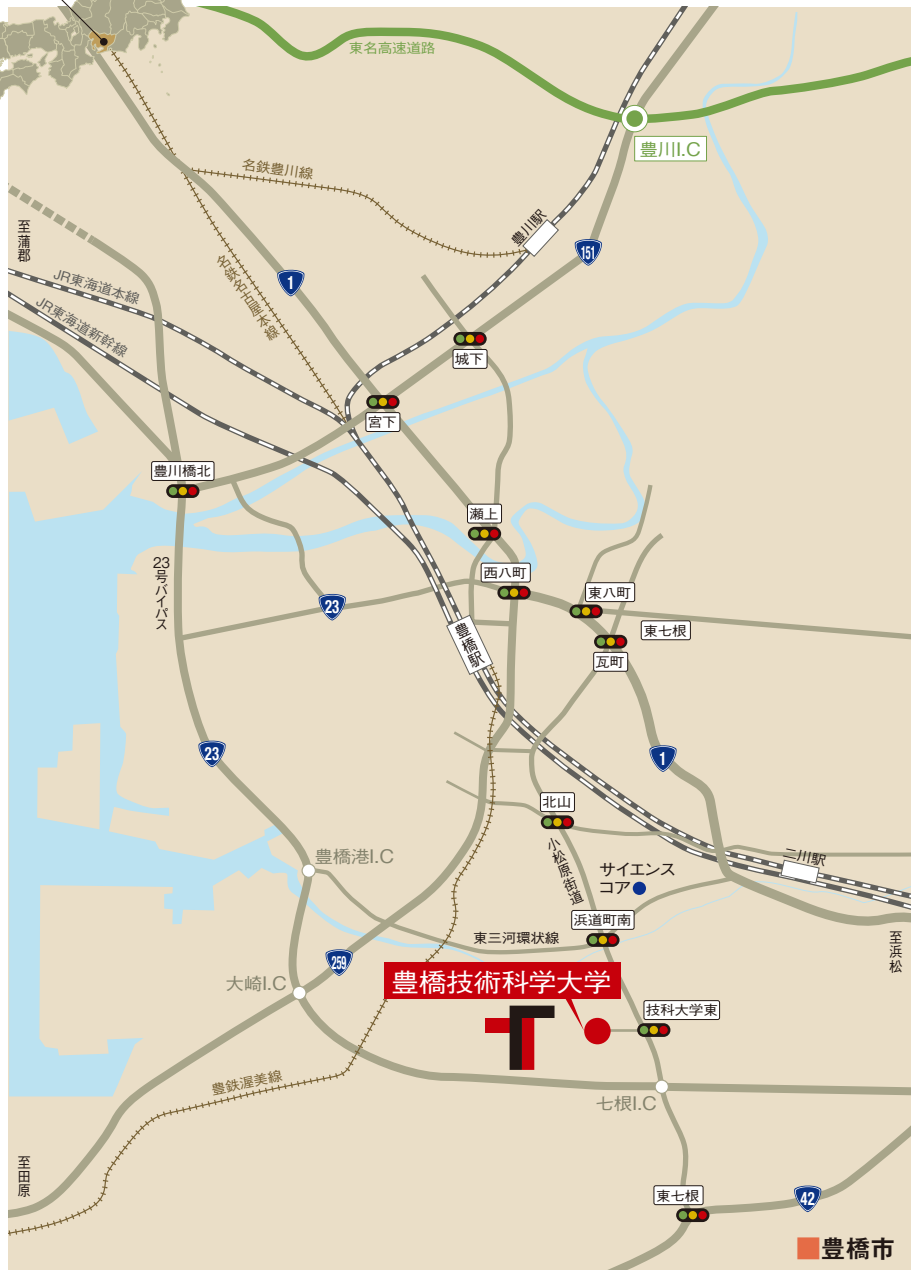 東名高速道路
豊川I.C
名鉄豊川線
豊川駅
至蒲郡
151
1
名鉄名古屋本線
JR東海道本線
JR東海道新幹線
城下
宮下
豊川橋北
瀬上
23号バイパス
西八町
東八町
23
豊橋駅
東七根
瓦町
23
1
北山
豊橋港I.C
小松原街道
二川駅
サイエンス
コア
浜道町南
東三河環状線
至浜松
259
大崎I.C
豊橋技術科学大学
技科大学東
豊鉄渥美線
七根I.C
至田原
東七根
42
豊橋市